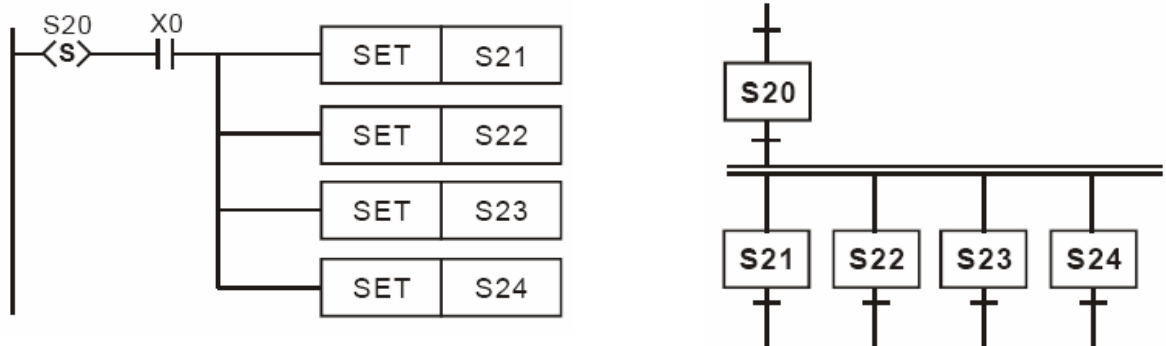 S20 X0
S
SET S21
SET S22
SET S23
SET S24
S20
S21 S22 S23 S24